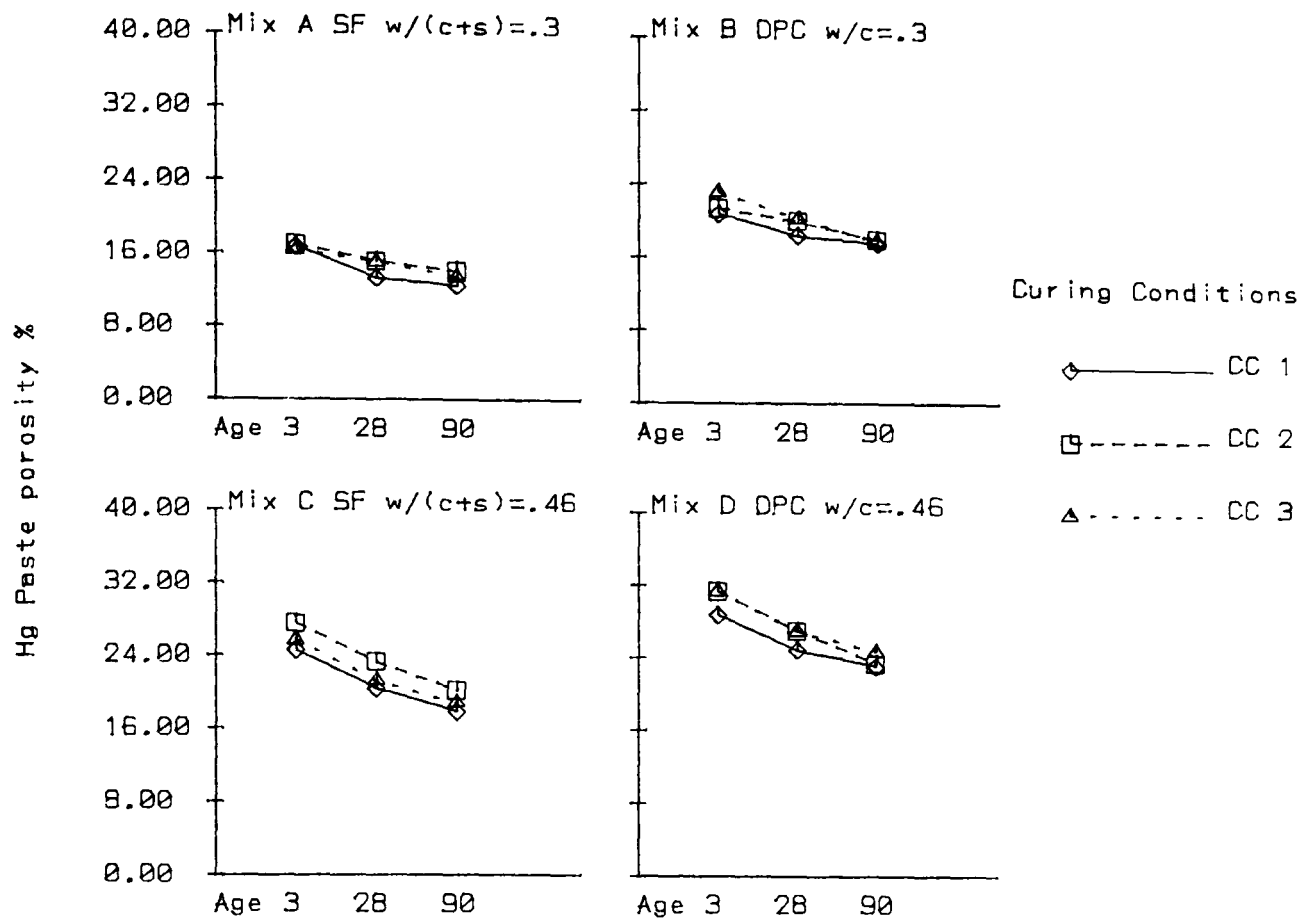 Hg Paste porosity %
Mix A SF w/(c+s)=.3
40.00
32.00
24.00
16.00
8.00
0.00
Age 3 28 90
Mix B OPC w/c=.3
Age 3 28 90
Mix C SF w/(c+s)=.46
40.00
32.00
24.00
16.00
8.00
0.00
Age 3 28 90
Mix D OPC w/c=.46
Age 3 28 90
Curing Conditions
CC 1
CC 2
CC 3